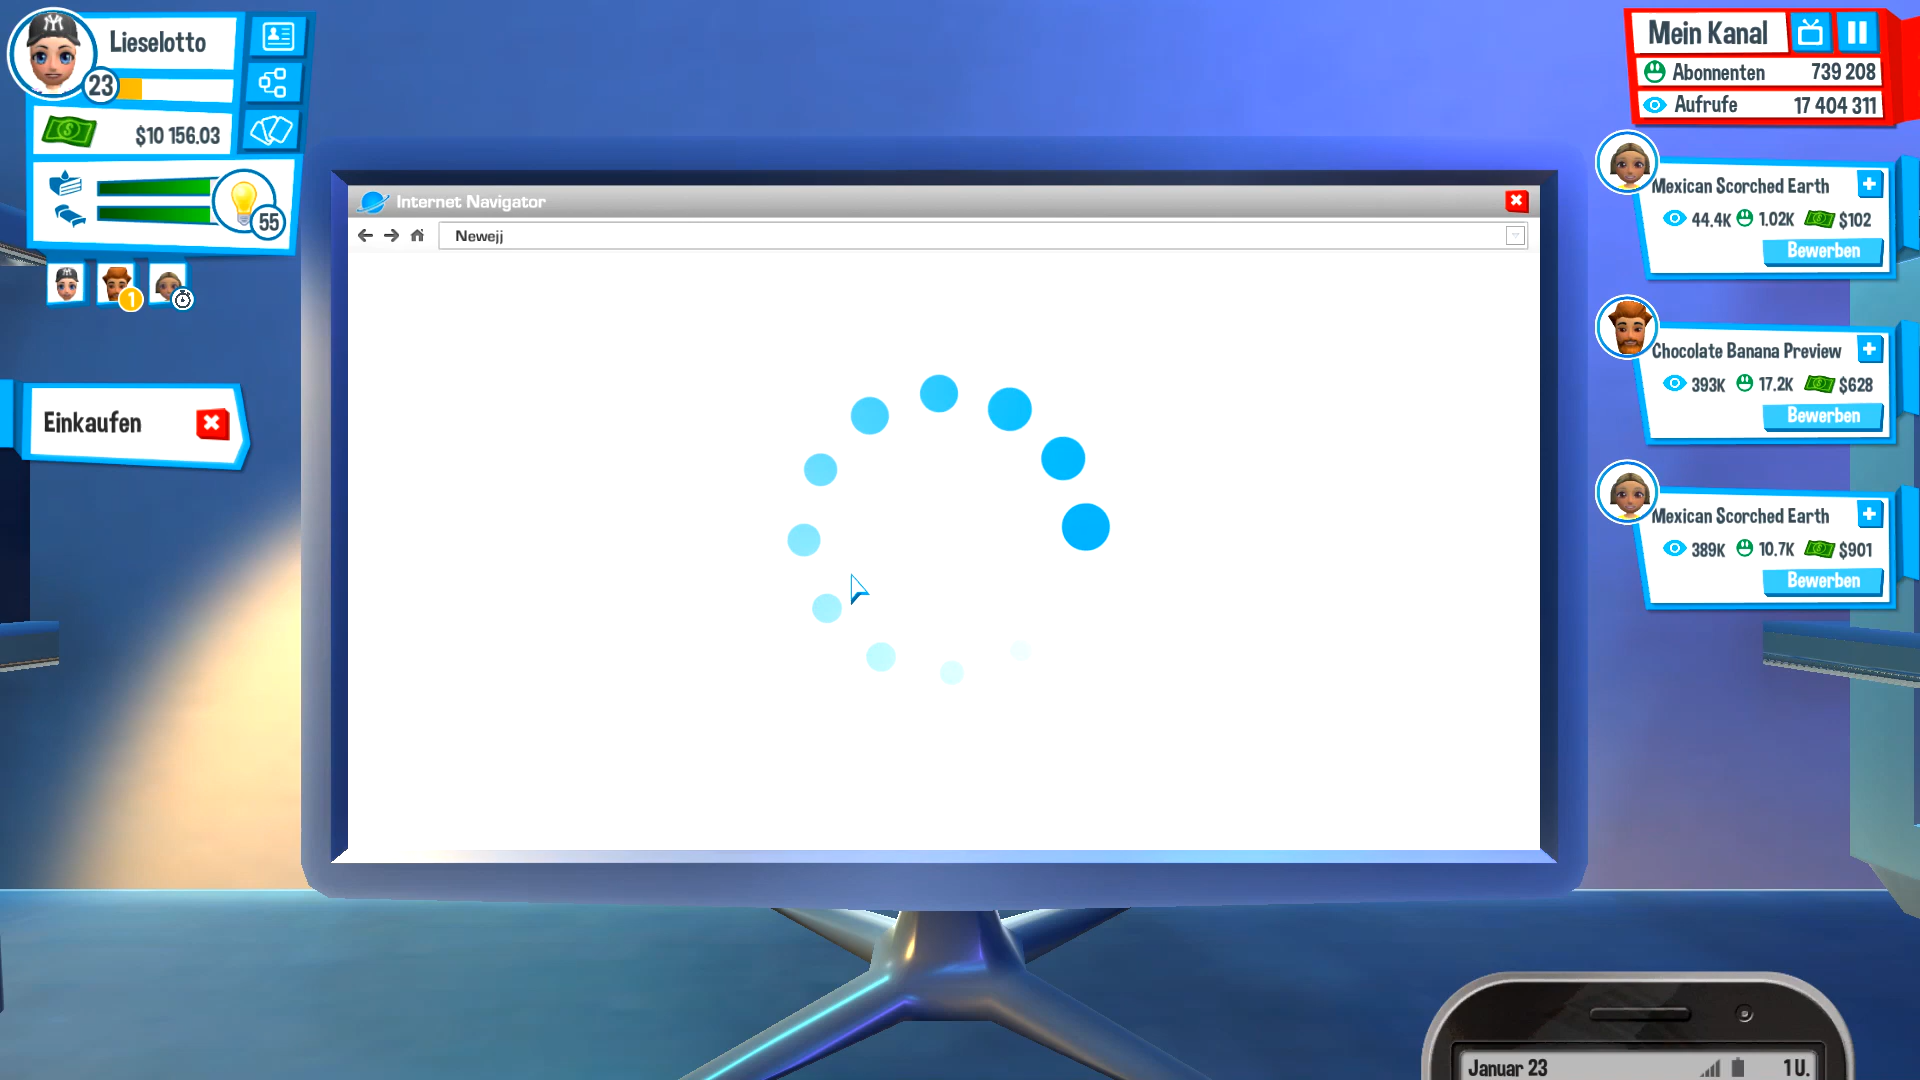 Lieselotto
23
$10 156.03
55
1
Einkaufen
Internet Navigator
Newejj
Mein Kanal
Abonnenten 739 208
Aufrufe 17 404 311
Mexican Scorched Earth
44.4K 1.02K $102
Bewerben
Chocolate Banana Preview
393K 17.2K $628
Bewerben
Mexican Scorched Earth
389K 10.7K $901
Bewerben
Januar 23 1 U.